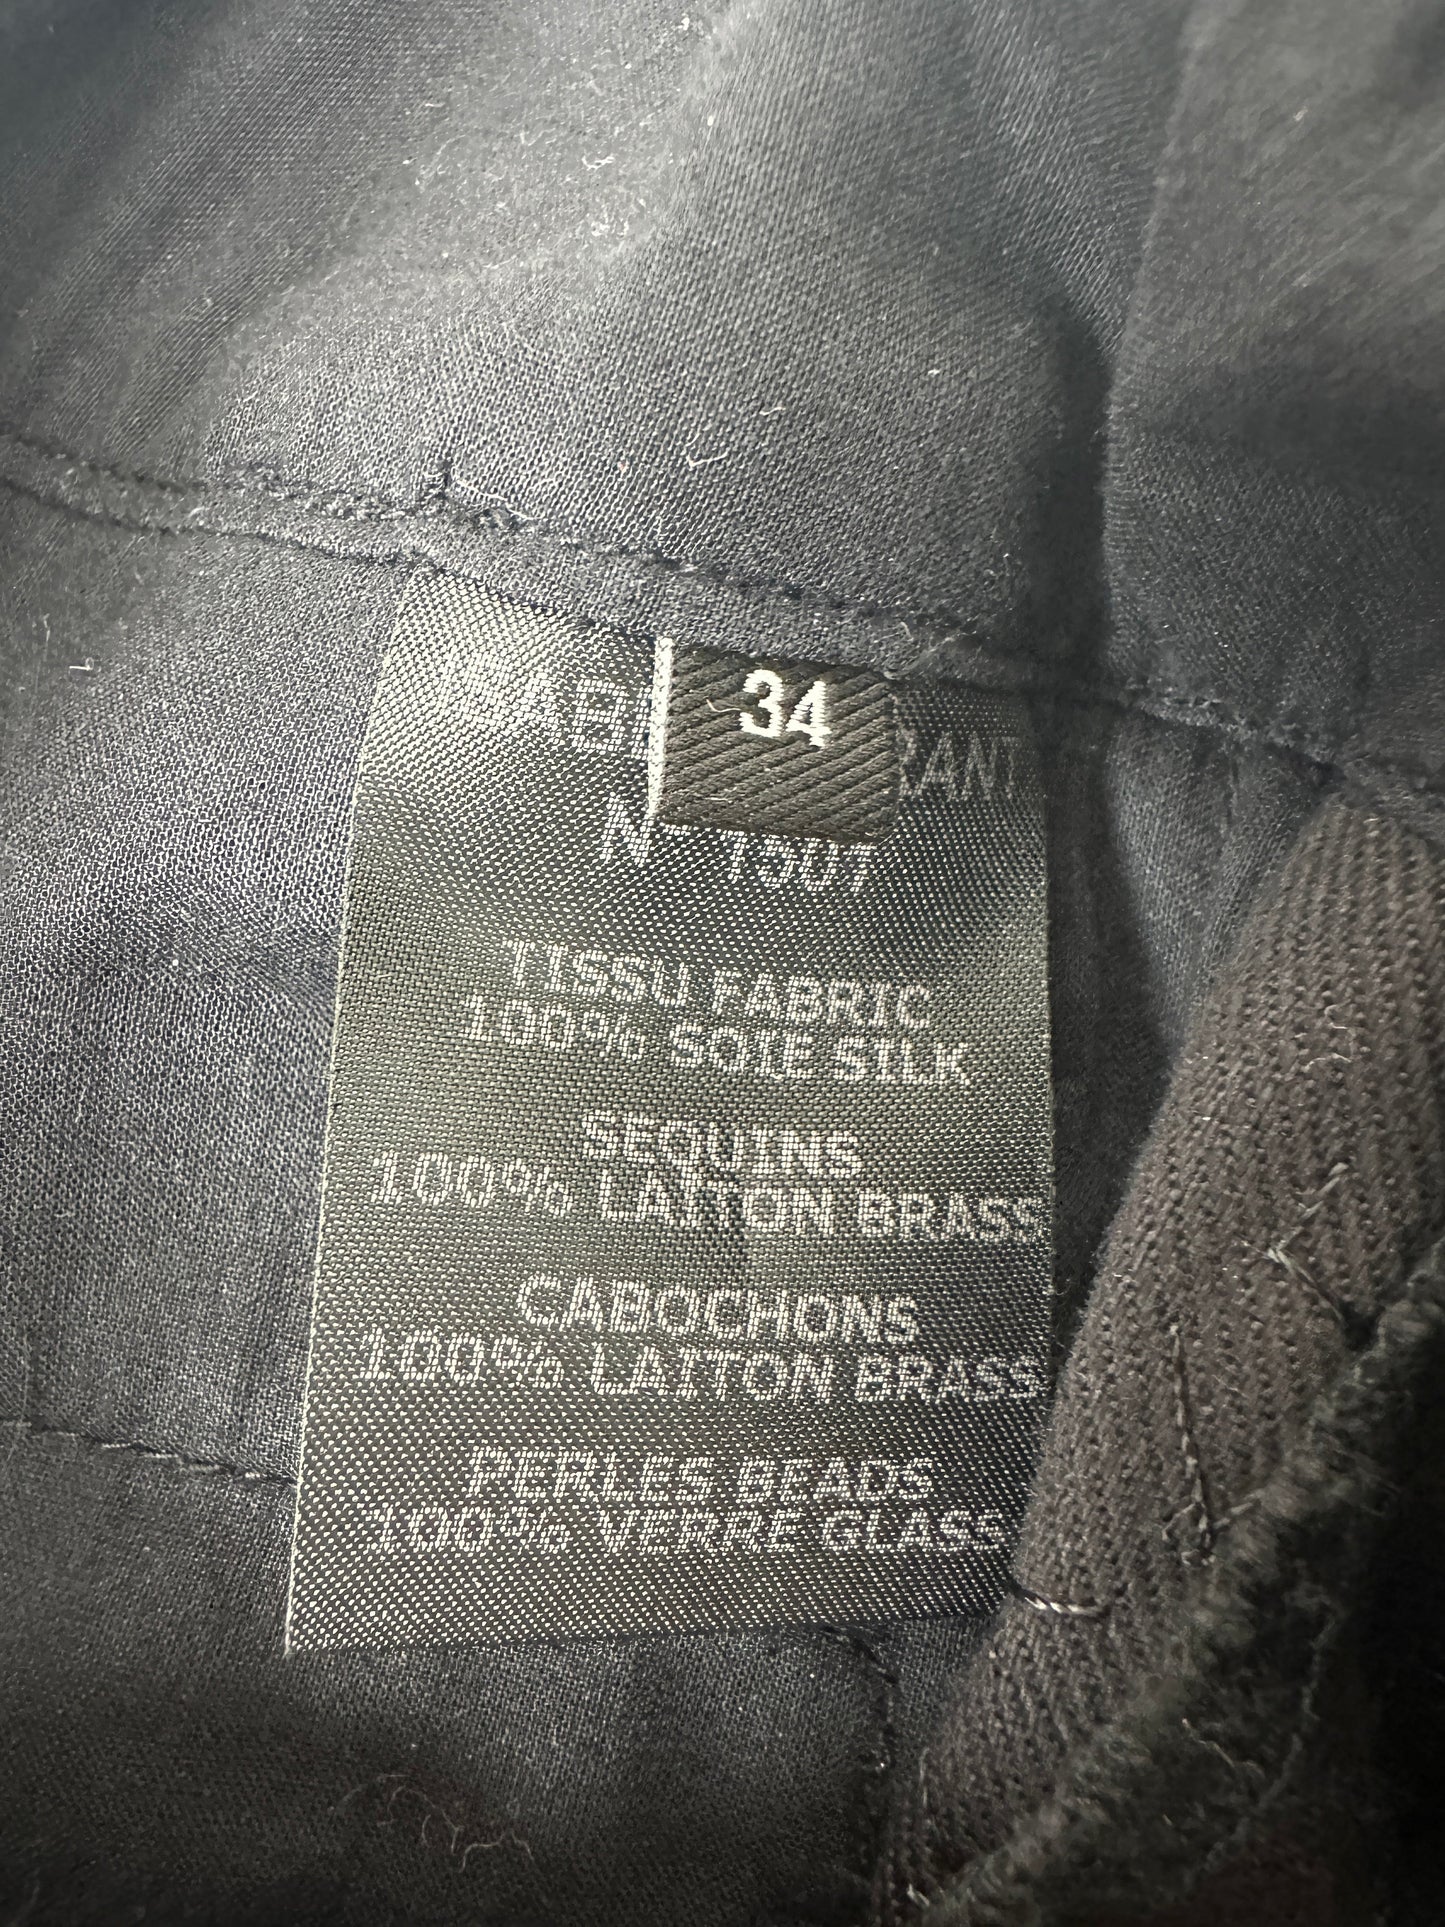 34
N° 1507
TISSU FABRIC
100% SOIE SILK
SEQUINS
100% LAITON BRASS
CABOCHONS
100% LAITON BRASS
PERLES BEADS
100% VERRE GLASS